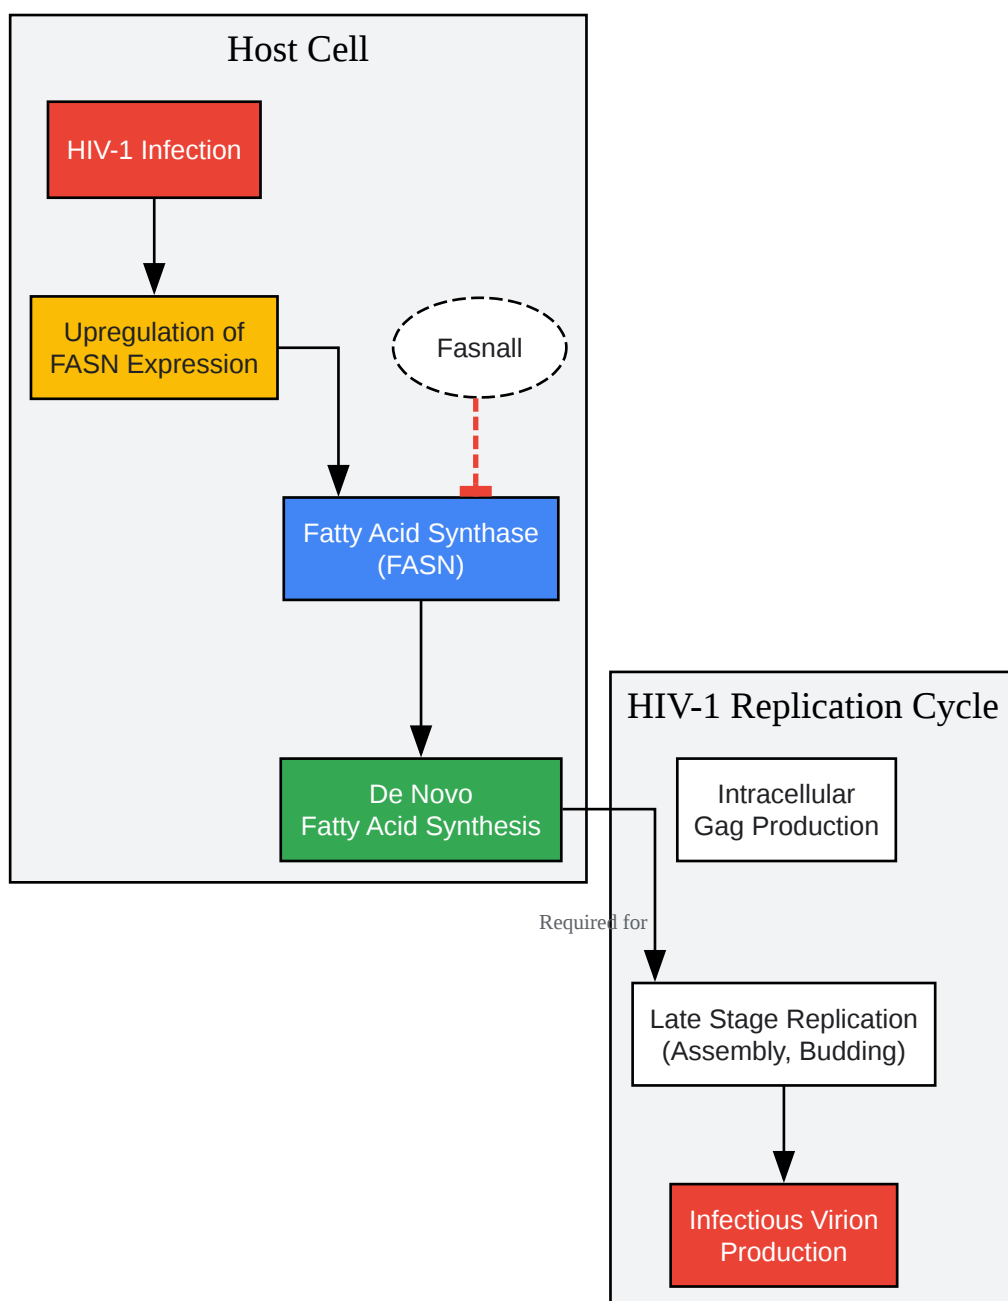 Host Cell
HIV-1 Infection
Upregulation of
FASN Expression
Fasnall
Fatty Acid Synthase
(FASN)
De Novo
Fatty Acid Synthesis
HIV-1 Replication Cycle
Intracellular
Gag Production
Required for
Late Stage Replication
(Assembly, Budding)
Infectious Virion
Production